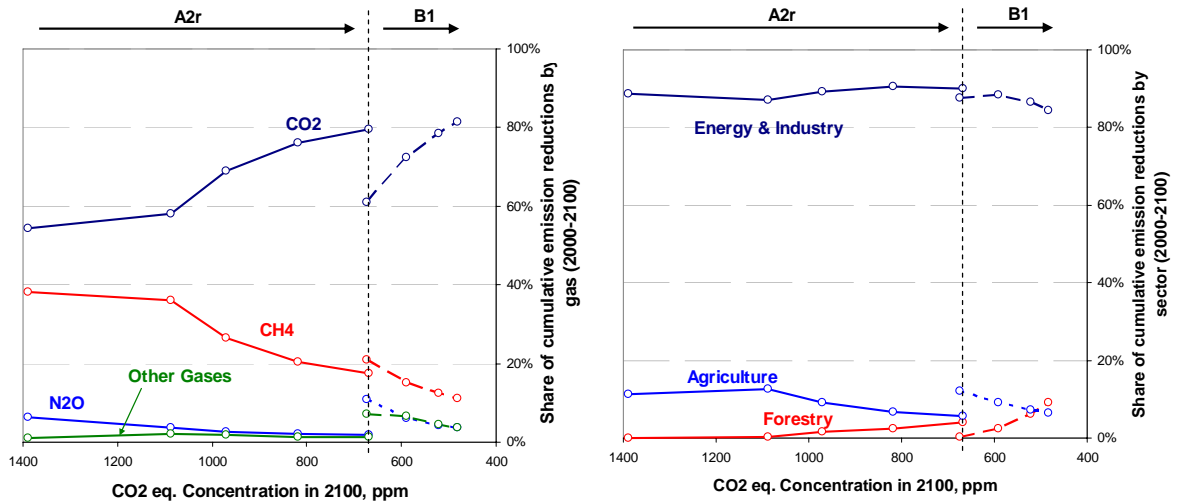 A2r
B1
100%
80%
60%
40%
20%
0%
CO2
CH4
Other Gases
N2O
1400
1200
1000
800
600
400
CO2 eq. Concentration in 2100, ppm
Share of cumulative emission reductions by
gas (2000-2100)
A2r
B1
100%
80%
60%
40%
20%
0%
Energy & Industry
Agriculture
Forestry
1400
1200
1000
800
600
400
CO2 eq. Concentration in 2100, ppm
Share of cumulative emission reductions by
sector (2000-2100)